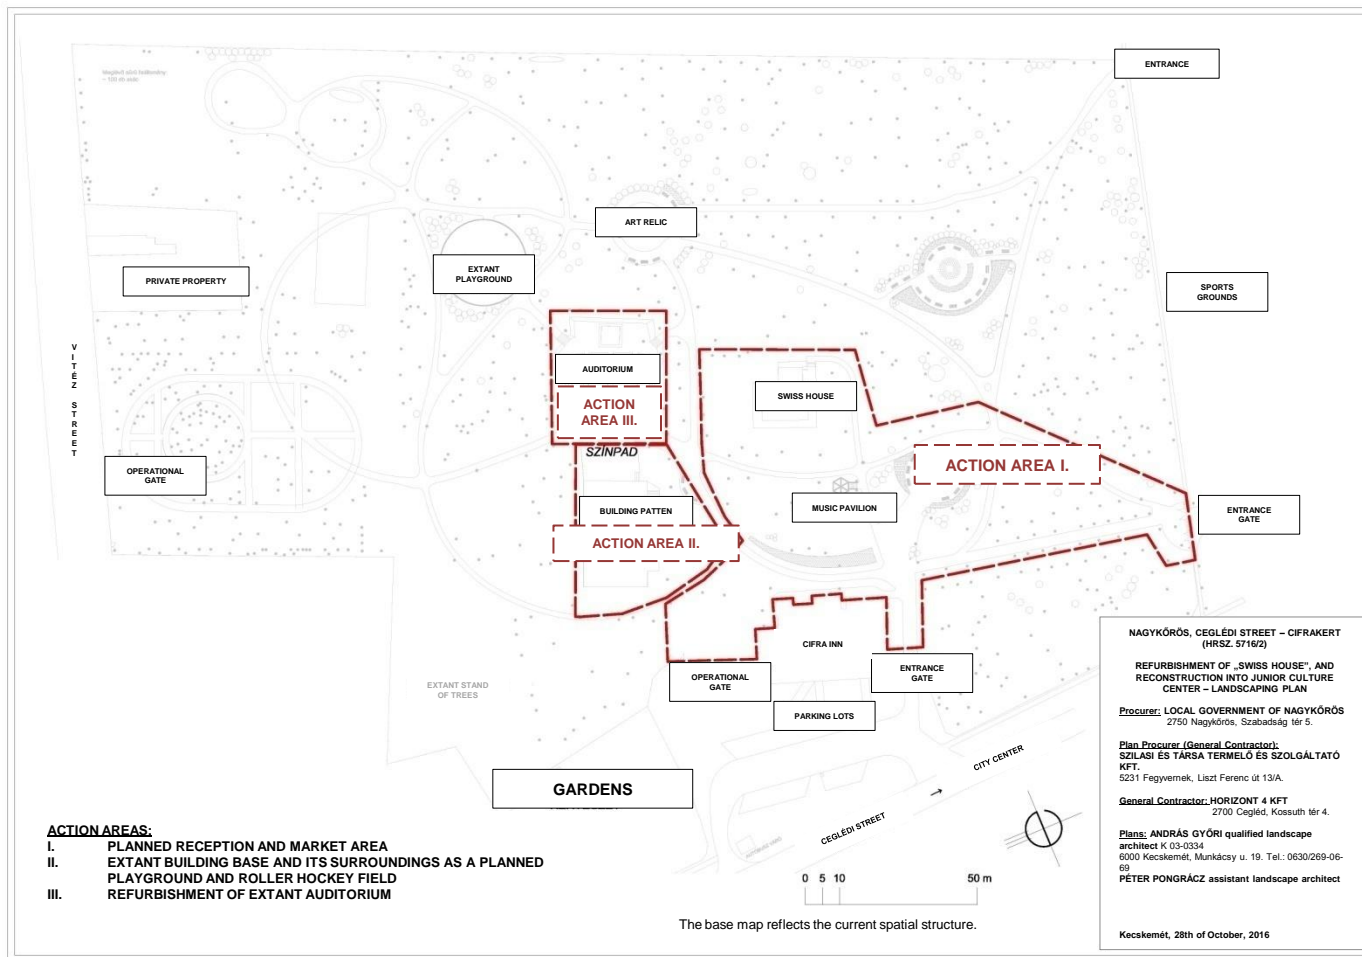 Meglévő síró faállomány
~ 100 db akác
ENTRANCE
ART RELIC
EXTANT
PLAYGROUND
PRIVATE PROPERTY
SPORTS
GROUNDS
VITÉZ STREET
AUDITORIUM
ACTION
AREA III.
SWISS HOUSE
SZÍNPAD
ACTION AREA I.
OPERATIONAL
GATE
BUILDING PATTEN
MUSIC PAVILION
ENTRANCE
GATE
ACTION AREA II.
CIFRA INN
OPERATIONAL
GATE
ENTRANCE
GATE
EXTANT STAND
OF TREES
PARKING LOTS
GARDENS
CITY CENTER
CEGLÉDI STREET
ACTION AREAS:
I. PLANNED RECEPTION AND MARKET AREA
II. EXTANT BUILDING BASE AND ITS SURROUNDINGS AS A PLANNED
PLAYGROUND AND ROLLER HOCKEY FIELD
III. REFURBISHMENT OF EXTANT AUDITORIUM
0 5 10 50 m
The base map reflects the current spatial structure.
NAGYKŐRÖS, CEGLÉDI STREET – CIFRAKERT
(HRSZ. 5716/2)
REFURBISHMENT OF „SWISS HOUSE", AND
RECONSTRUCTION INTO JUNIOR CULTURE
CENTER – LANDSCAPING PLAN
Procurer: LOCAL GOVERNMENT OF NAGYKŐRÖS
2750 Nagykőrös, Szabadság tér 5.
Plan Procurer (General Contractor):
SZILASI ÉS TÁRSA TERMELŐ ÉS SZOLGÁLTATÓ
KFT.
5231 Fegyvernek, Liszt Ferenc út 13/A.
General Contractor: HORIZONT 4 KFT
2700 Cegléd, Kossuth tér 4.
Plans: ANDRÁS GYŐRI qualified landscape
architect K 03-0334
6000 Kecskemét, Munkácsy u. 19. Tel.: 0630/269-06-
69
PÉTER PONGRÁCZ assistant landscape architect
Kecskemét, 28th of October, 2016